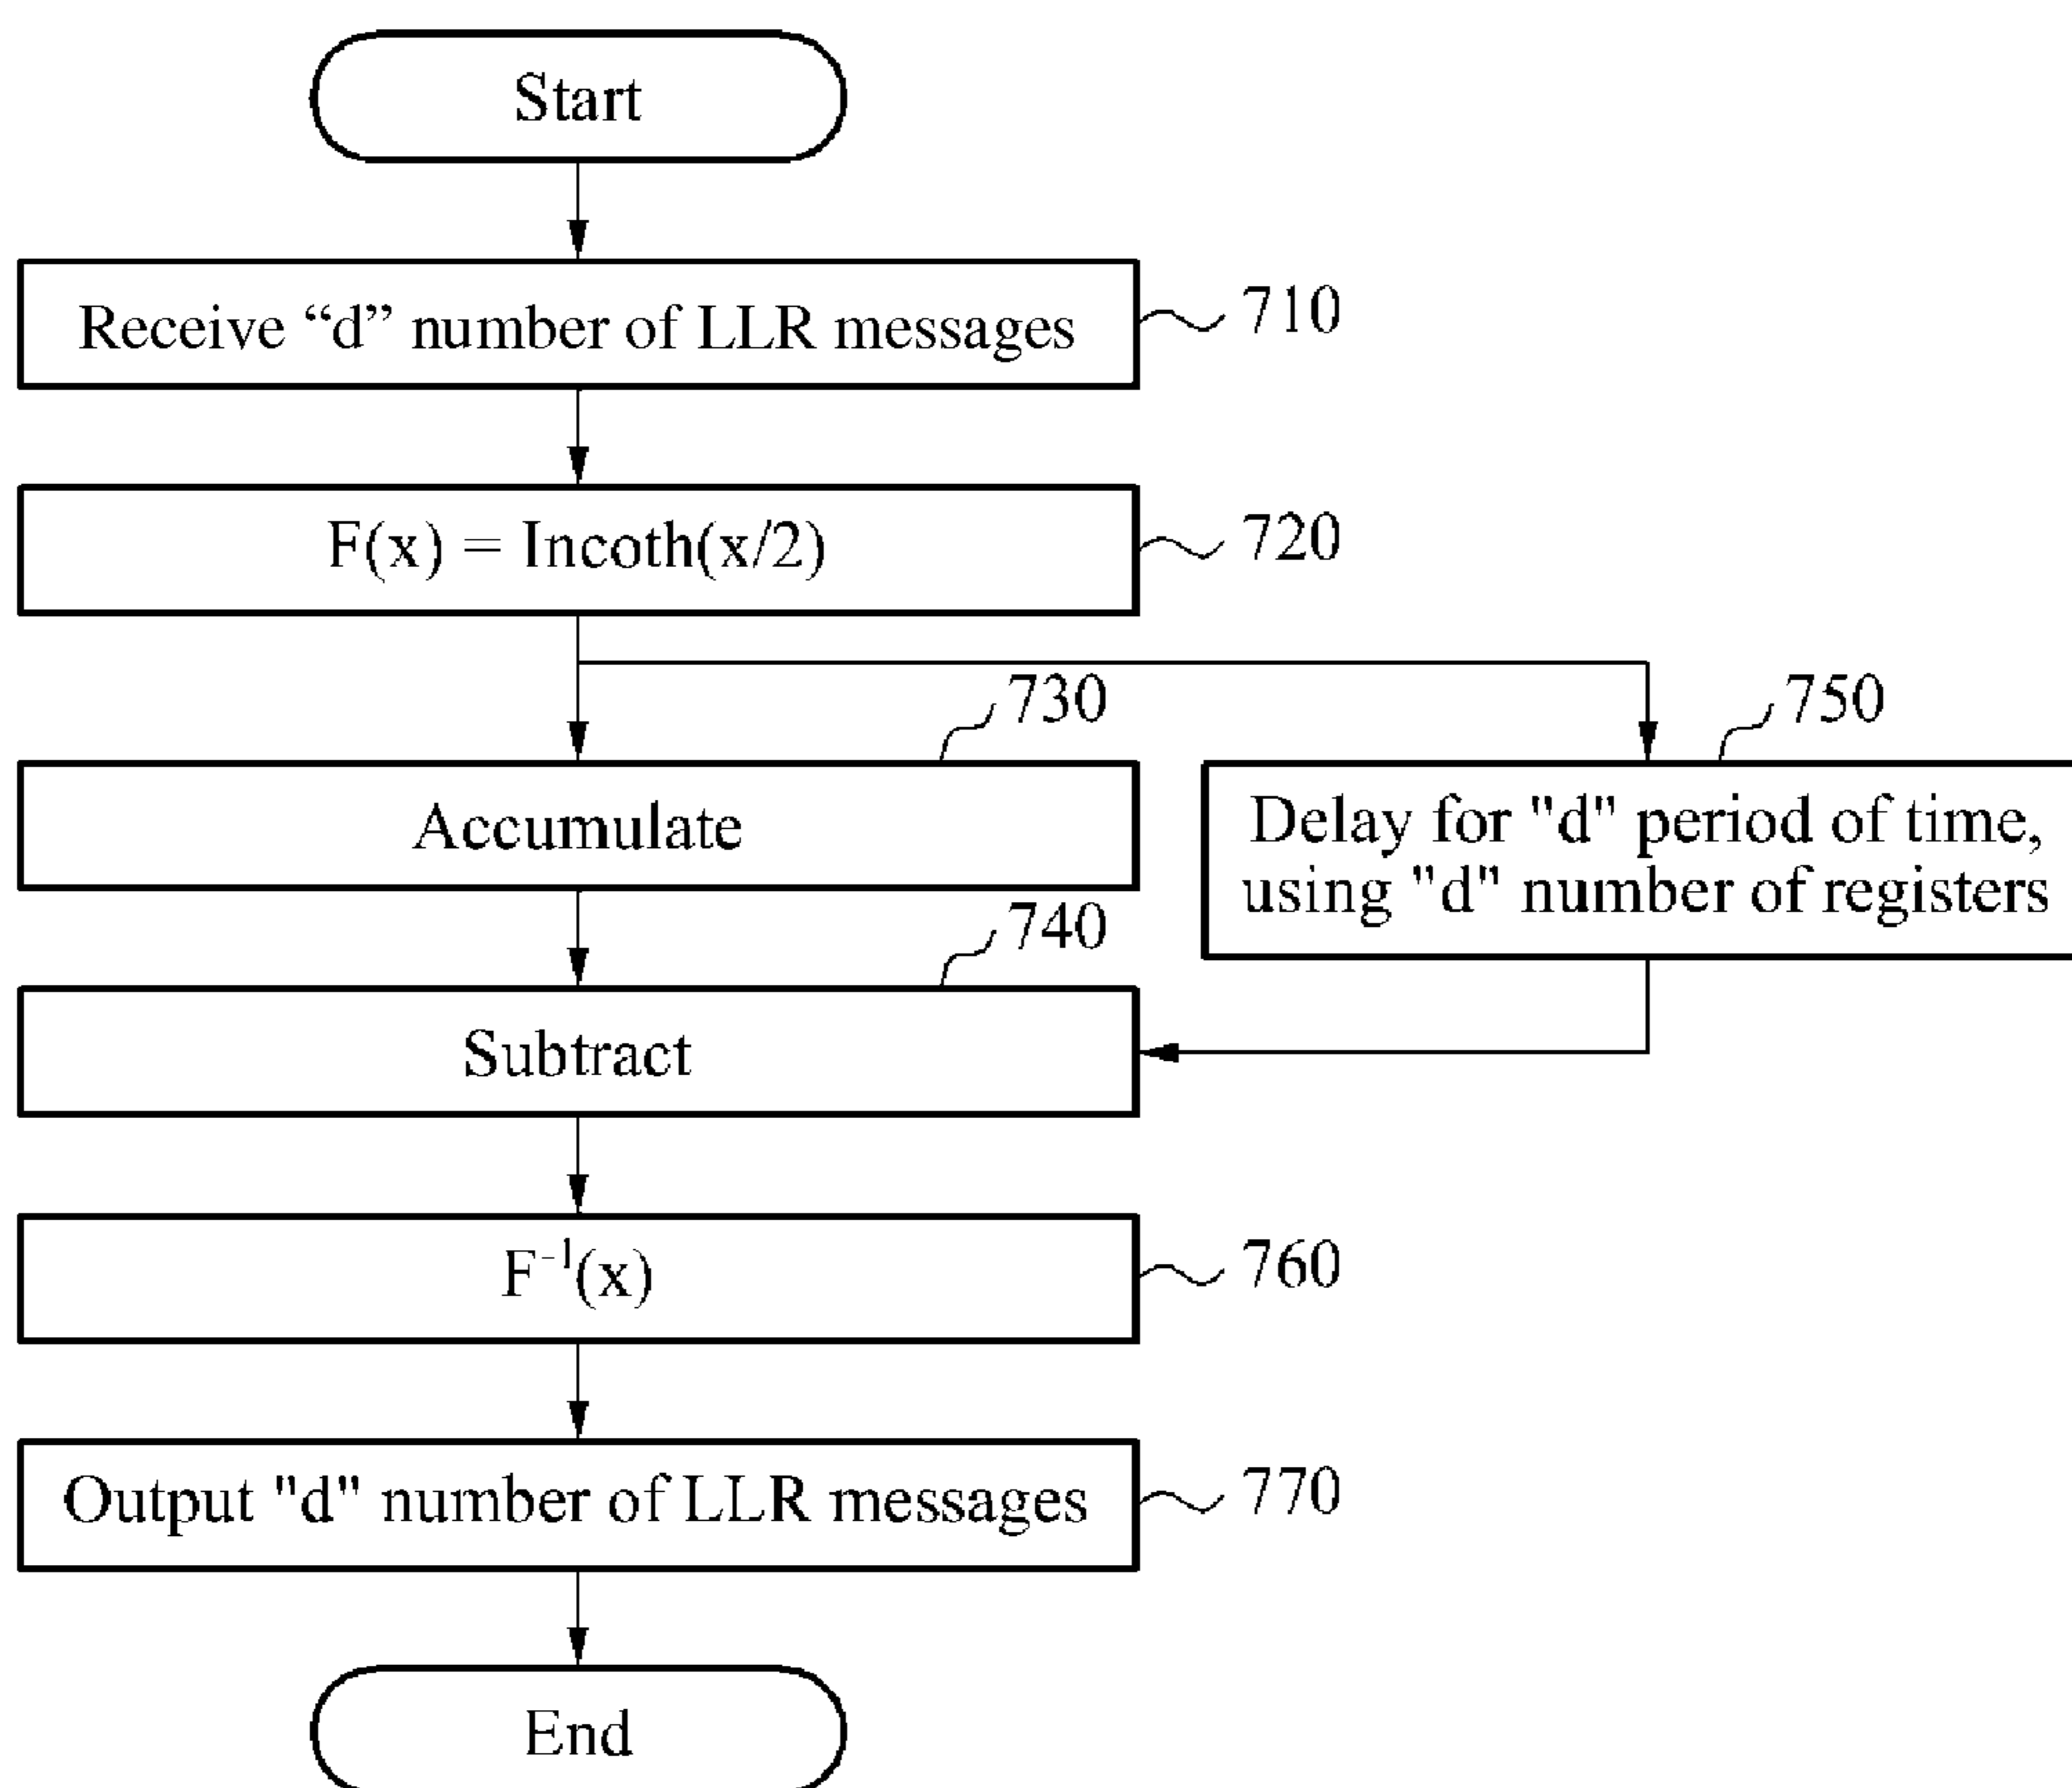 Start
Receive “d” number of LLR messages
710
F(x) = Incoth(x/2)
720
730
750
Accumulate
Delay for "d" period of time,
using "d" number of registers
740
Subtract
F⁻¹(x)
760
Output "d" number of LLR messages
770
End